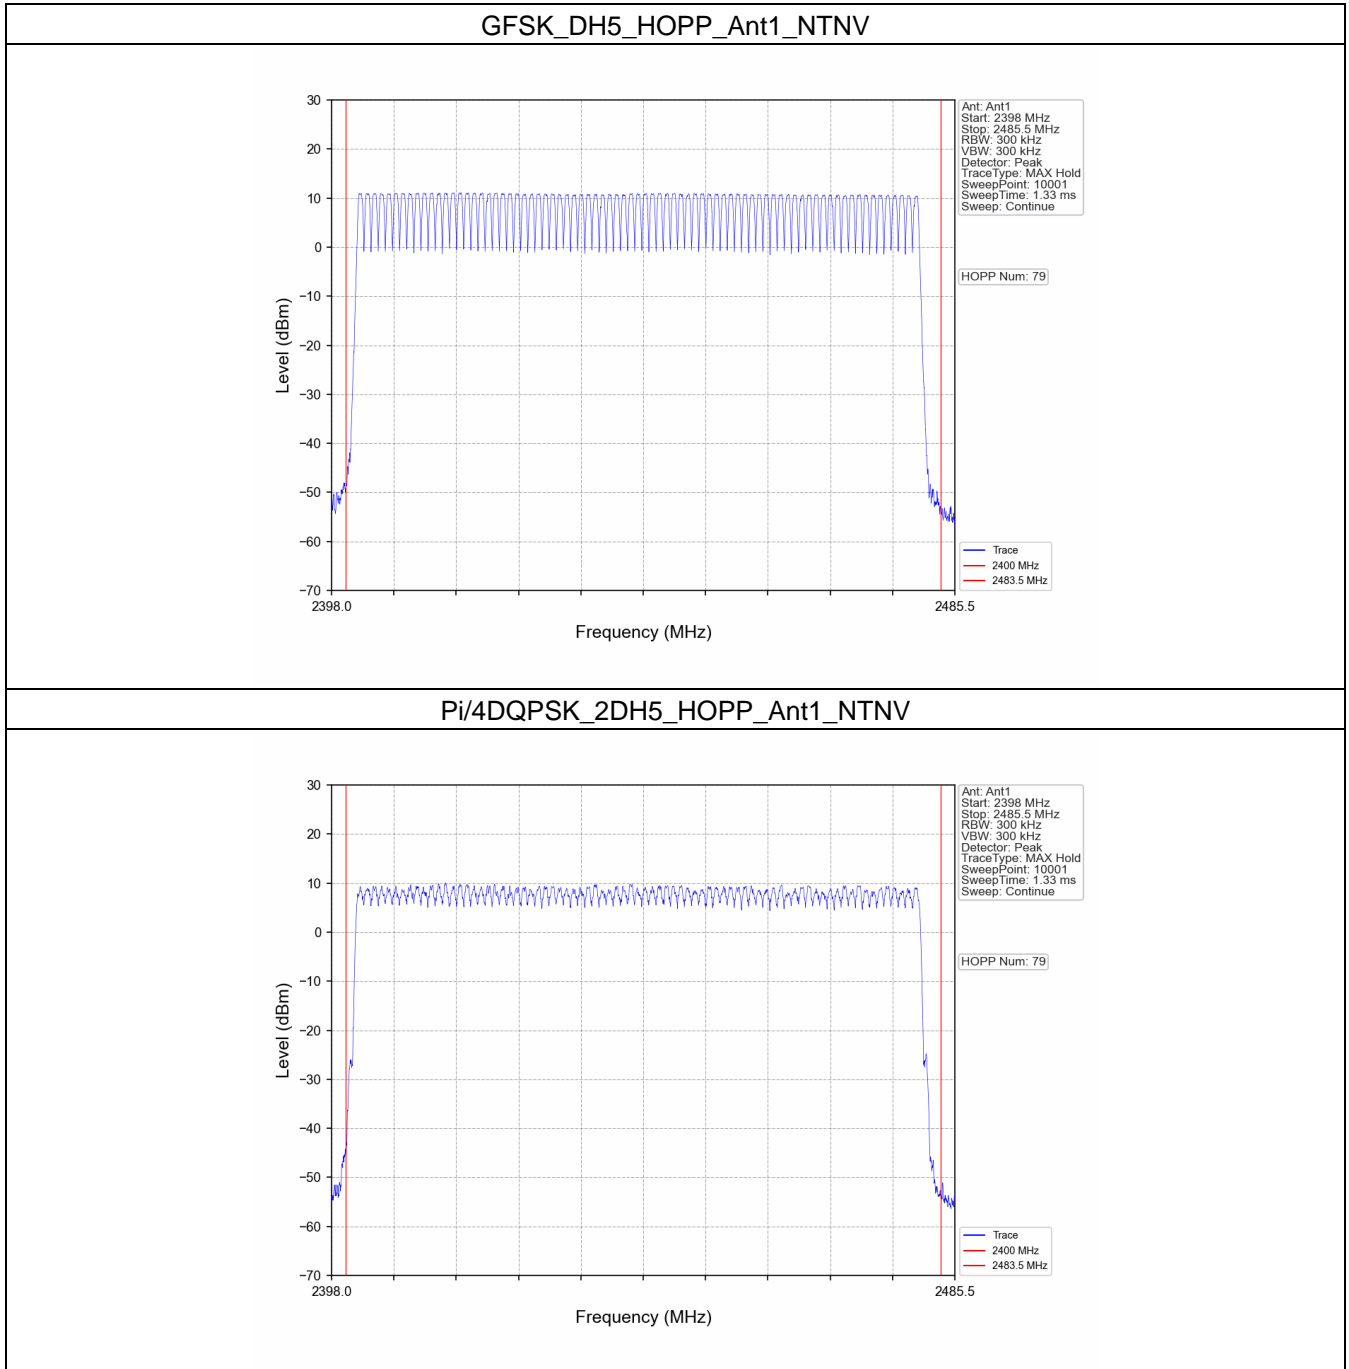 GFSK_DH5_HOPP_Ant1_NTNV
30
20
10
0
−10
−20
−30
−40
−50
−60
−70
Level (dBm)
2398.0
2485.5
Frequency (MHz)
Ant: Ant1
Start: 2398 MHz
Stop: 2485.5 MHz
RBW: 300 kHz
VBW: 300 kHz
Detector: Peak
TraceType: MAX Hold
SweepPoint: 10001
SweepTime: 1.33 ms
Sweep: Continue
HOPP Num: 79
Trace
2400 MHz
2483.5 MHz
Pi/4DQPSK_2DH5_HOPP_Ant1_NTNV
30
20
10
0
−10
−20
−30
−40
−50
−60
−70
Level (dBm)
2398.0
2485.5
Frequency (MHz)
Ant: Ant1
Start: 2398 MHz
Stop: 2485.5 MHz
RBW: 300 kHz
VBW: 300 kHz
Detector: Peak
TraceType: MAX Hold
SweepPoint: 10001
SweepTime: 1.33 ms
Sweep: Continue
HOPP Num: 79
Trace
2400 MHz
2483.5 MHz